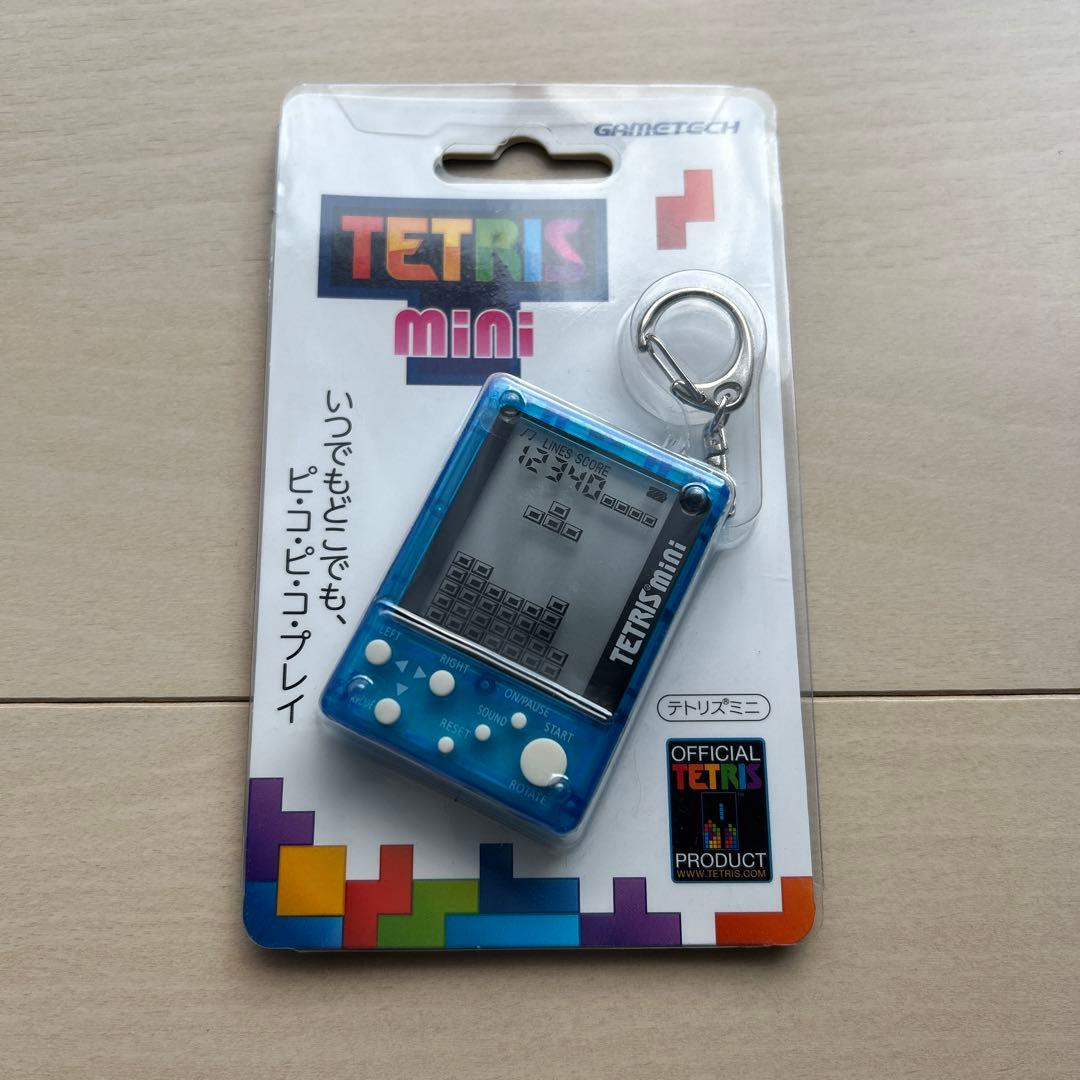 GAMETECH
TETRIS
mini
いつでもどこでも、
ピ・コ・ピ・コ・プレイ
LINES SCORE
12340
TETRIS® mini
LEFT
RIGHT
ON/PAUSE
SOUND
START
RESET
ROTATE
テトリス®ミニ
OFFICIAL
TETRIS
PRODUCT
WWW.TETRIS.COM